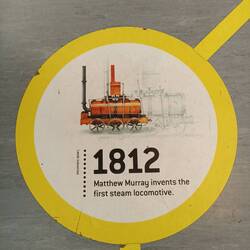 1812
Matthew Murray invents the
first steam locomotive.